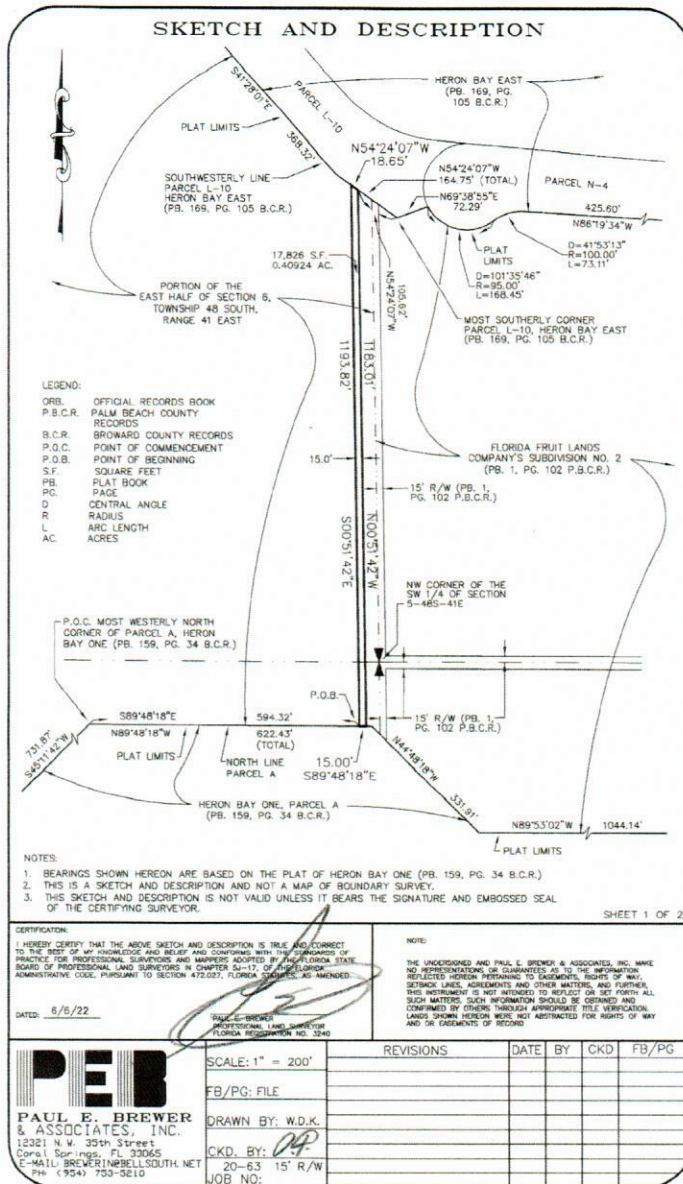 SKETCH AND DESCRIPTION
S41°28'01"E
368.32'
PLAT LIMITS
PARCEL L-10
HERON BAY EAST
(PB. 169, PG.
105 B.C.R.)
N54°24'07"W
18.65'
SOUTHWESTERLY LINE
PARCEL L-10
HERON BAY EAST
(PB. 169, PG. 105 B.C.R.)
N54°24'07"W
164.75' (TOTAL)
N69°38'55"E
72.29'
PARCEL N-4
425.60'
N86°19'34"W
D=41°53'13"
R=100.00'
L=73.11'
PLAT
LIMITS
D=101°35'46"
R=95.00'
L=168.45'
17,826 S.F.
0.40924 AC.
105.62'
N54°24'07"W
PORTION OF THE
EAST HALF OF SECTION 6,
TOWNSHIP 48 SOUTH,
RANGE 41 EAST
MOST SOUTHERLY CORNER
PARCEL L-10, HERON BAY EAST
(PB. 169, PG. 105 B.C.R.)
1193.82'
1183.01'
LEGEND:
ORB. OFFICIAL RECORDS BOOK
P.B.C.R. PALM BEACH COUNTY
RECORDS
B.C.R. BROWARD COUNTY RECORDS
P.O.C. POINT OF COMMENCEMENT
P.O.B. POINT OF BEGINNING
S.F. SQUARE FEET
PB. PLAT BOOK
PG. PAGE
D CENTRAL ANGLE
R RADIUS
L ARC LENGTH
AC. ACRES
15.0'
FLORIDA FRUIT LANDS
COMPANY'S SUBDIVISION NO. 2
(PB. 1, PG. 102 P.B.C.R.)
15' R/W (PB. 1,
PG. 102 P.B.C.R.)
S00°51'42"E
N00°51'42"W
NW CORNER OF THE
SW 1/4 OF SECTION
5-48S-41E
P.O.C. MOST WESTERLY NORTH
CORNER OF PARCEL A, HERON
BAY ONE (PB. 159, PG. 34 B.C.R.)
P.O.B.
15' R/W (PB. 1,
PG. 102 P.B.C.R.)
S89°48'18"E 594.32'
N89°48'18"W 622.43'
(TOTAL)
PLAT LIMITS
NORTH LINE
PARCEL A
15.00'
S89°48'18"E
731.87'
S45°11'42"W
N44°48'18"W
331.91'
HERON BAY ONE, PARCEL A
(PB. 159, PG. 34 B.C.R.)
N89°53'02"W 1044.14'
PLAT LIMITS
NOTES:
1. BEARINGS SHOWN HEREON ARE BASED ON THE PLAT OF HERON BAY ONE (PB. 159, PG. 34 B.C.R.)
2. THIS IS A SKETCH AND DESCRIPTION AND NOT A MAP OF BOUNDARY SURVEY.
3. THIS SKETCH AND DESCRIPTION IS NOT VALID UNLESS IT BEARS THE SIGNATURE AND EMBOSSED SEAL
OF THE CERTIFYING SURVEYOR.
SHEET 1 OF 2
CERTIFICATION:
I HEREBY CERTIFY THAT THE ABOVE SKETCH AND DESCRIPTION IS TRUE AND CORRECT
TO THE BEST OF MY KNOWLEDGE AND BELIEF AND CONFORMS WITH THE STANDARDS OF
PRACTICE FOR PROFESSIONAL SURVEYORS AND MAPPERS ADOPTED BY THE FLORIDA STATE
BOARD OF PROFESSIONAL LAND SURVEYORS IN CHAPTER 5J-17, OF THE FLORIDA
ADMINISTRATIVE CODE, PURSUANT TO SECTION 472.027, FLORIDA STATUTES, AS AMENDED.
DATED: 6/6/22
PAUL E. BREWER
PROFESSIONAL LAND SURVEYOR
FLORIDA REGISTRATION NO. 3240
NOTE:
THE UNDERSIGNED AND PAUL E. BREWER & ASSOCIATES, INC. MAKE
NO REPRESENTATIONS OR GUARANTEES AS TO THE INFORMATION
REFLECTED HEREON PERTAINING TO EASEMENTS, RIGHTS OF WAY,
SETBACK LINES, AGREEMENTS AND OTHER MATTERS, AND FURTHER,
THIS INSTRUMENT IS NOT INTENDED TO REFLECT OR SET FORTH ALL
SUCH MATTERS. SUCH INFORMATION SHOULD BE OBTAINED AND
CONFIRMED BY OTHERS THROUGH APPROPRIATE TITLE VERIFICATION.
LANDS SHOWN HEREON WERE NOT ABSTRACTED FOR RIGHTS OF WAY
AND OR EASEMENTS OF RECORD
PEB
PAUL E. BREWER
& ASSOCIATES, INC.
12321 N.W. 35th Street
Coral Springs, FL 33065
E-MAIL: BREWERIN@BELLSOUTH.NET
PH: (954) 753-5210
SCALE: 1" = 200'
FB/PG: FILE
DRAWN BY: W.D.K.
CKD. BY:
20-63 15' R/W
JOB NO:
REVISIONS DATE BY CKD FB/PG